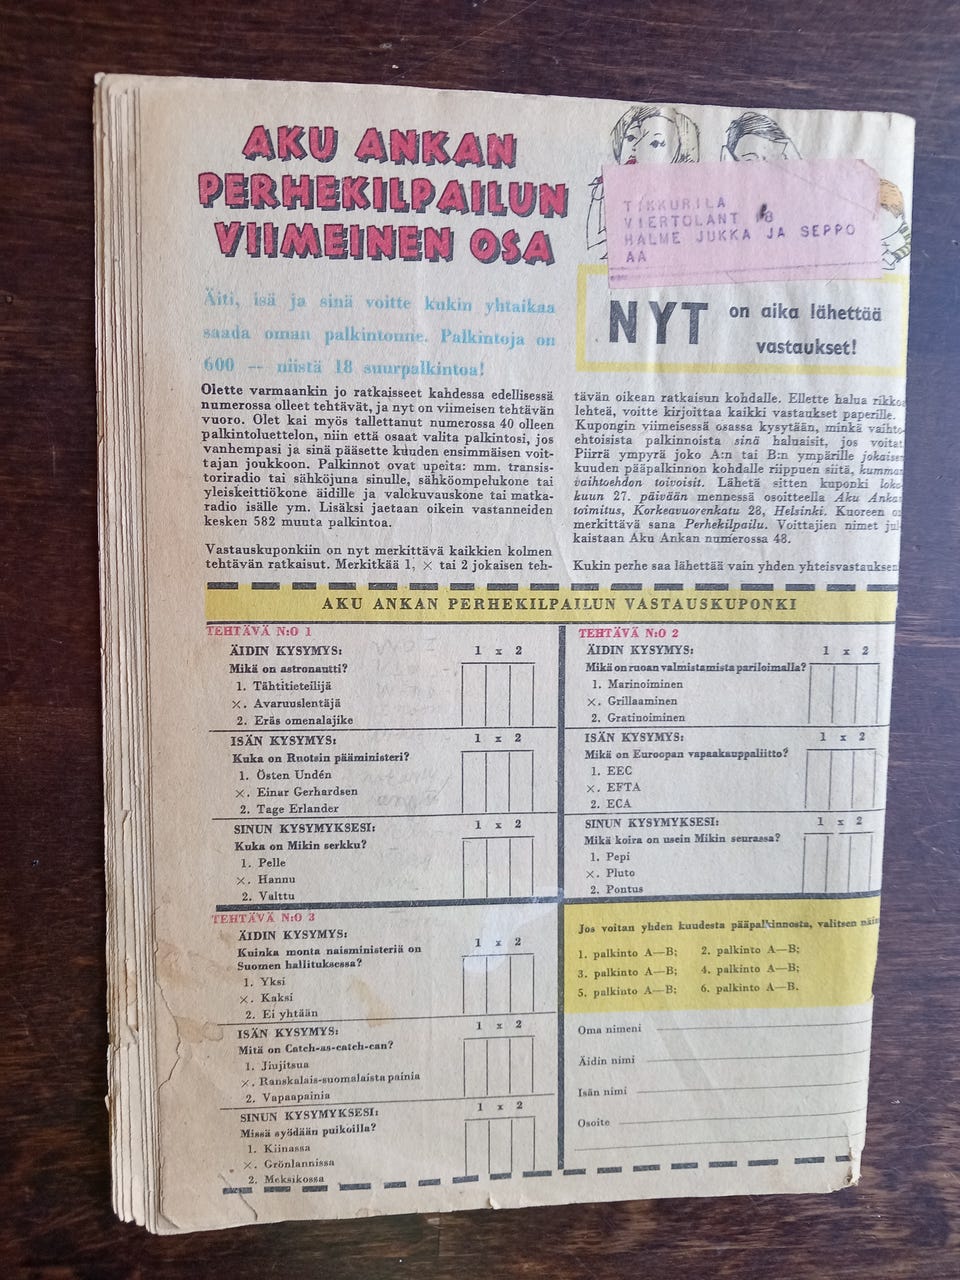 AKU ANKAN
PERHEKILPAILUN
VIIMEINEN OSA
TIKKURILA
VIERTOLANT 8
HALME JUKKA JA SEPPO
AA
Äiti, isä ja sinä voitte kukin yhtaikaa
saada oman palkintonne. Palkintoja on
600 — niistä 18 suurpalkintoa!
NYT on aika lähettää
vastaukset!
Olette varmaankin jo ratkaisseet kahdessa edellisessä
numerossa olleet tehtävät, ja nyt on viimeisen tehtävän
vuoro. Olet kai myös tallettanut numerossa 40 olleen
palkintoluettelon, niin että osaat valita palkintosi, jos
vanhempasi ja sinä pääsette kuuden ensimmäisen voit-
tajan joukkoon. Palkinnot ovat upeita: mm. transis-
toriradio tai sähköjuna sinulle, sähköompelukone tai
yleiskeittiökone äidille ja valokuvauskone tai matka-
radio isälle ym. Lisäksi jaetaan oikein vastanneiden
kesken 582 muuta palkintoa.
Vastauskuponkiin on nyt merkittävä kaikkien kolmen
tehtävän ratkaisut. Merkitkää 1, × tai 2 jokaisen teh-
tävän oikean ratkaisun kohdalle. Ellette halua rikko
lehteä, voitte kirjoittaa kaikki vastaukset paperille.
Kupongin viimeisessä osassa kysytään, minkä vaihto-
ehtoisista palkinnoista sinä haluaisit, jos voitat
Piirrä ympyrä joko A:n tai B:n ympärille jokaisen
kuuden pääpalkinnon kohdalle riippuen siitä, kumman
vaihtoehdon toivoisit. Lähetä sitten kuponki loka-
kuun 27. päivään mennessä osoitteella Aku Anka
toimitus, Korkeavuorenkatu 28, Helsinki. Kuoreen o
merkittävä sana Perhekilpailu. Voittajien nimet jul
kaistaan Aku Ankan numerossa 48.
Kukin perhe saa lähettää vain yhden yhteisvastauksen
AKU ANKAN PERHEKILPAILUN VASTAUSKUPONKI
TEHTÄVÄ N:O 1
ÄIDIN KYSYMYS: 1 x 2
Mikä on astronautti?
1. Tähtitieteilijä
×. Avaruuslentäjä
2. Eräs omenalajike
ISÄN KYSYMYS: 1 x 2
Kuka on Ruotsin pääministeri?
1. Östen Undén
×. Einar Gerhardsen
2. Tage Erlander
SINUN KYSYMYKSESI: 1 x 2
Kuka on Mikin serkku?
1. Pelle
×. Hannu
2. Valttu
TEHTÄVÄ N:O 2
ÄIDIN KYSYMYS: 1 x 2
Mikä on ruoan valmistamista pariloimalla?
1. Marinoiminen
×. Grillaaminen
2. Gratinoiminen
ISÄN KYSYMYS: 1 x 2
Mikä on Euroopan vapaakauppaliitto?
1. EEC
×. EFTA
2. ECA
SINUN KYSYMYKSESI: 1 x 2
Mikä koira on usein Mikin seurassa?
1. Pepi
×. Pluto
2. Pontus
TEHTÄVÄ N:O 3
ÄIDIN KYSYMYS: 1 x 2
Kuinka monta naisministeriä on
Suomen hallituksessa?
1. Yksi
×. Kaksi
2. Ei yhtään
ISÄN KYSYMYS: 1 x 2
Mitä on Catch-as-catch-can?
1. Jiujitsua
×. Ranskalais-suomalaista painia
2. Vapaapainia
SINUN KYSYMYKSESI: 1 x 2
Missä syödään puikoilla?
1. Kiinassa
×. Grönlannissa
2. Meksikossa
Jos voitan yhden kuudesta pääpalkinnosta, valitsen näin
1. palkinto A—B; 2. palkinto A—B;
3. palkinto A—B; 4. palkinto A—B;
5. palkinto A—B; 6. palkinto A—B.
Oma nimeni
Äidin nimi
Isän nimi
Osoite